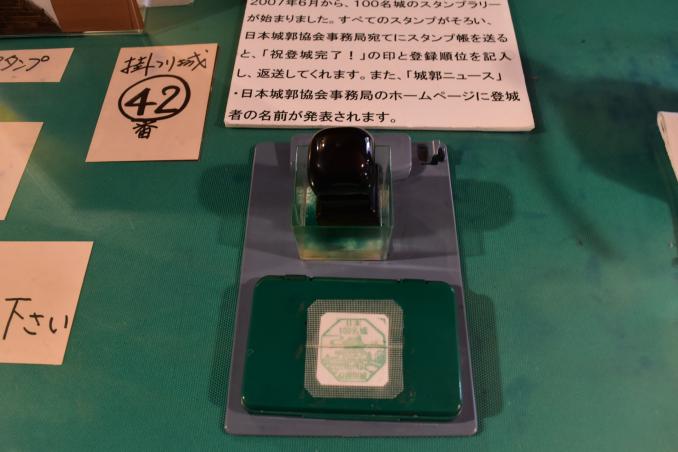 2007年6月から、100名城のスタンプラリー
が始まりました。すべてのスタンプがそろい、
日本城郭協会事務局宛てにスタンプ帳を送る
と、「祝登城完了！」の印と登録順位を記入
し、返送してくれます。また、「城郭ニュース」
・日本城郭協会事務局のホームページに登城
者の名前が発表されます。
スタンプ
掛川城
42
番
下さい
日本
100名城